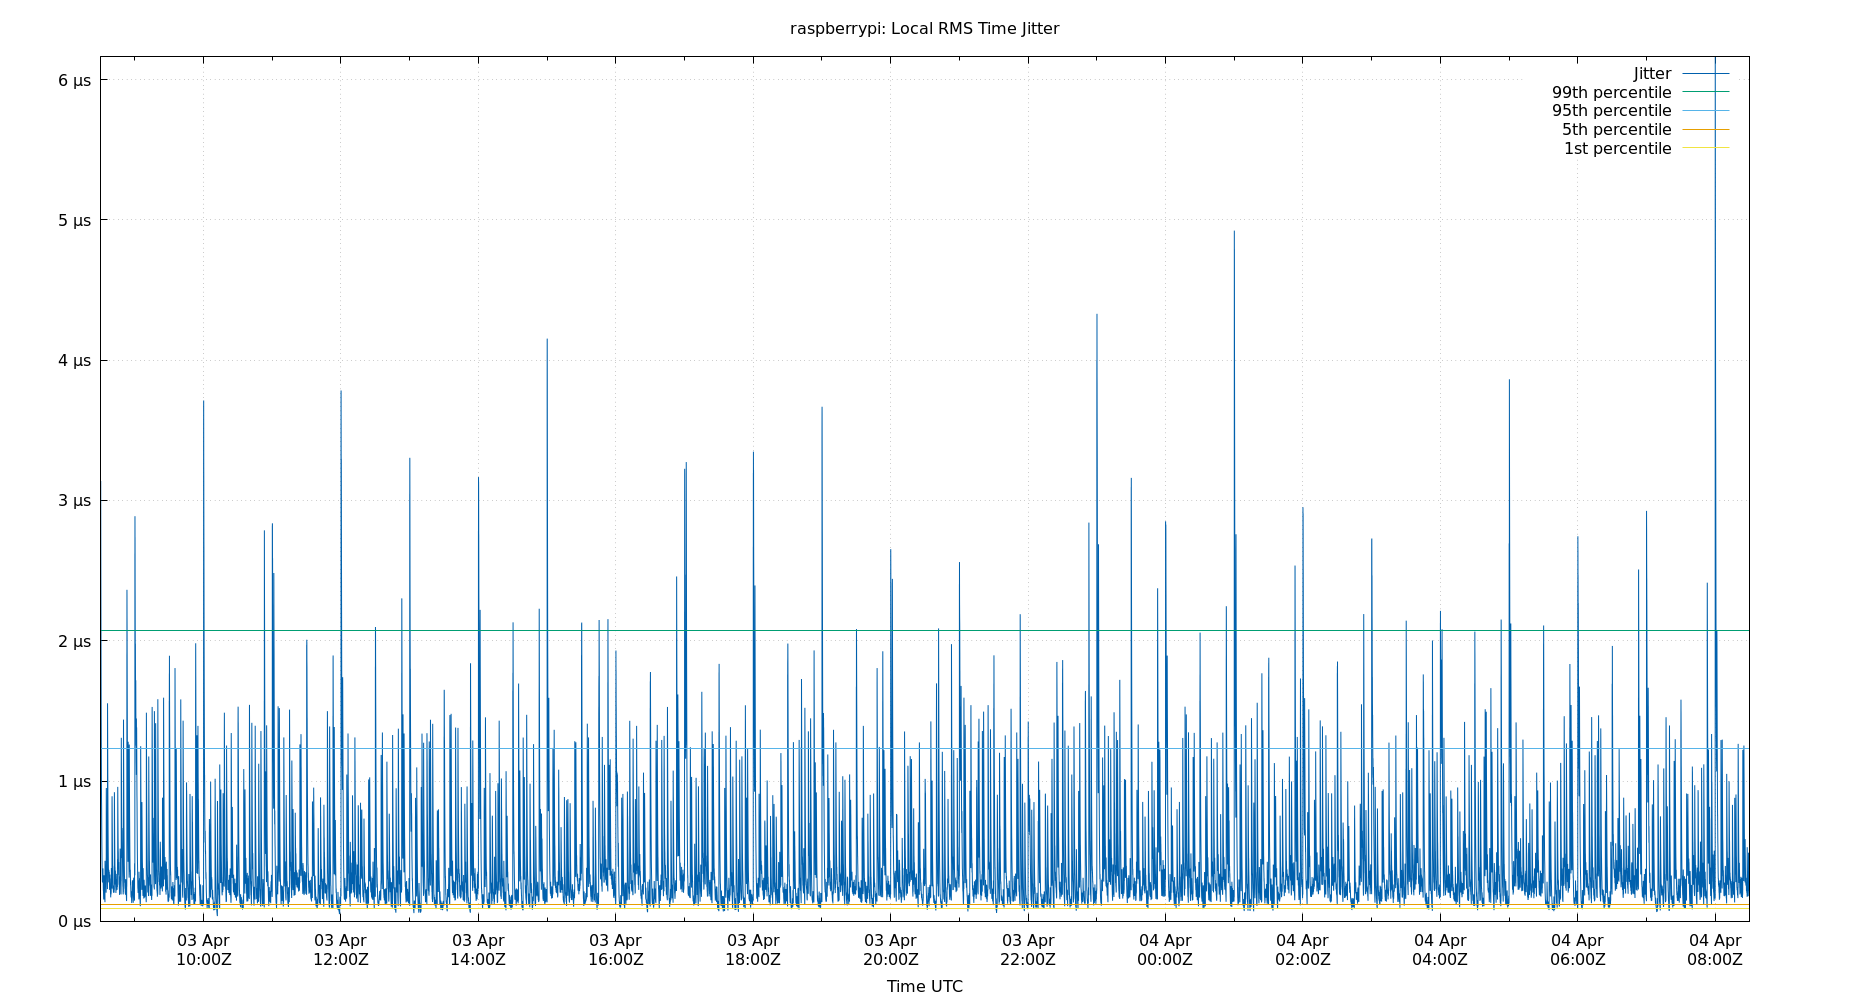 raspberrypi: Local RMS Time Jitter
6 µs
5 µs
4 µs
3 µs
2 µs
1 µs
0 µs
Jitter
99th percentile
95th percentile
5th percentile
1st percentile
03 Apr 03 Apr 03 Apr 03 Apr 03 Apr 03 Apr 03 Apr 04 Apr 04 Apr 04 Apr 04 Apr 04 Apr
10:00Z 12:00Z 14:00Z 16:00Z 18:00Z 20:00Z 22:00Z 00:00Z 02:00Z 04:00Z 06:00Z 08:00Z
Time UTC